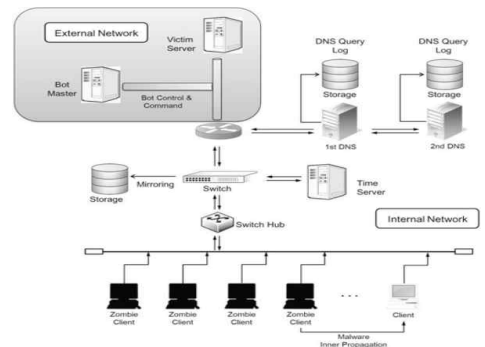 External Network
Victim
Server
Bot
Master
Bot Control &
Command
DNS Query
Log
Storage
1st DNS
DNS Query
Log
Storage
2nd DNS
Storage
Mirroring
Switch
Time
Server
Switch Hub
Internal Network
Zombie
Client
Zombie
Client
Zombie
Client
Zombie
Client
...
Client
Malware
Inner Propagation